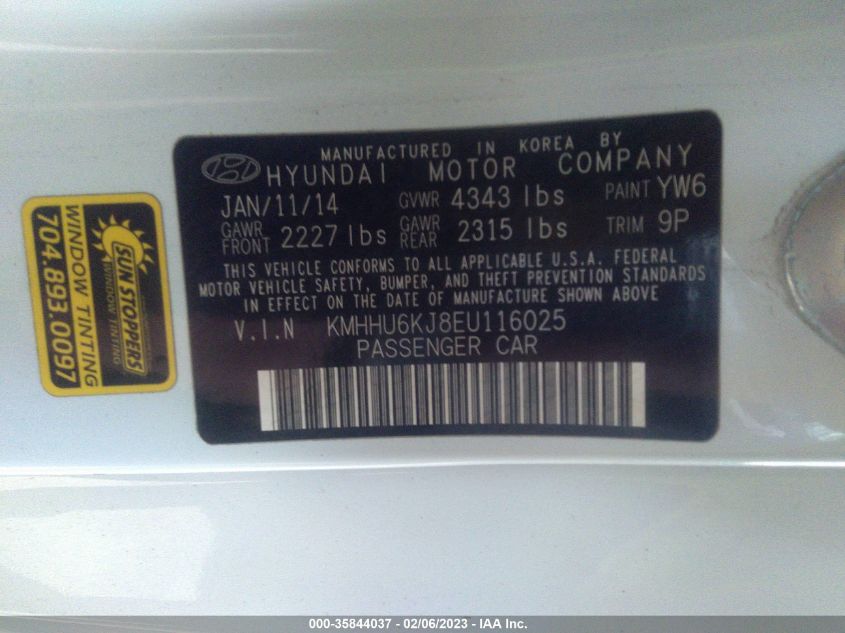 MANUFACTURED IN KOREA BY
HYUNDAI MOTOR COMPANY
JAN/11/14 GVWR 4343 lbs PAINT YW6
GAWR FRONT 2227 lbs GAWR REAR 2315 lbs TRIM 9P
THIS VEHICLE CONFORMS TO ALL APPLICABLE U.S.A. FEDERAL
MOTOR VEHICLE SAFETY, BUMPER, AND THEFT PREVENTION STANDARDS
IN EFFECT ON THE DATE OF MANUFACTURE SHOWN ABOVE
V.I.N KMHHU6KJ8EU116025
PASSENGER CAR
SUN STOPPERS
WINDOW TINTING
WINDOW TINTING
704.893.0097
000-35844037 - 02/06/2023 - IAA Inc.